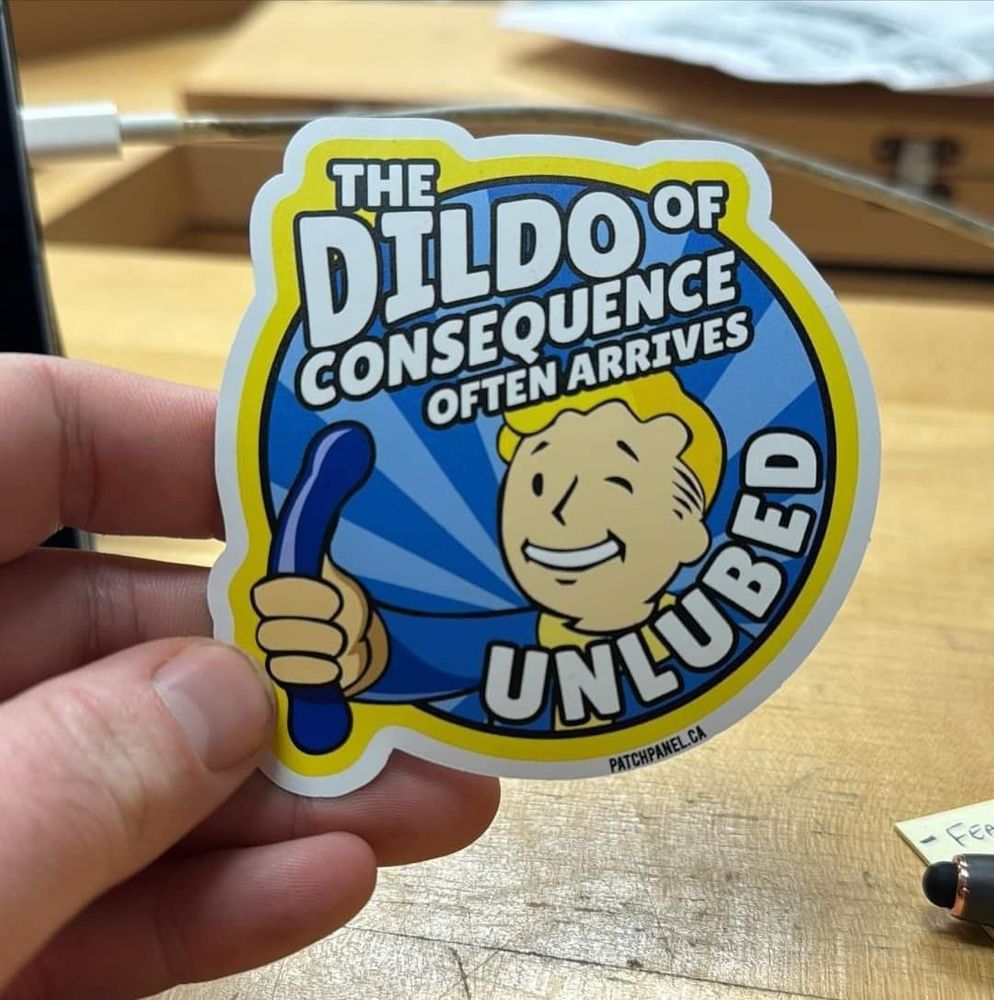 THE
DILDO OF
CONSEQUENCE
OFTEN ARRIVES
UNLUBED
PATCHPANEL.CA